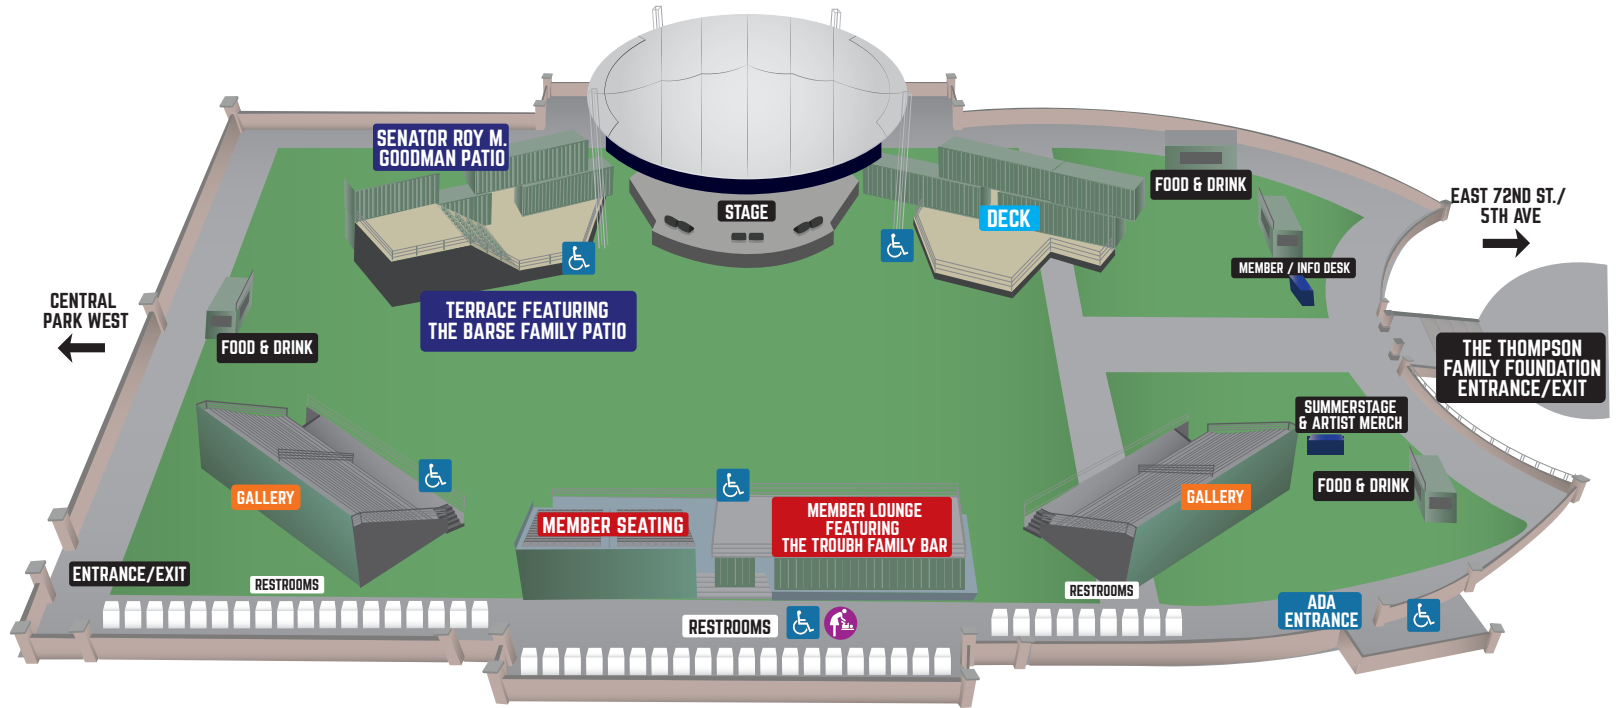 SENATOR ROY M.
GOODMAN PATIO
STAGE
DECK
FOOD & DRINK
EAST 72ND ST./
5TH AVE
MEMBER / INFO DESK
CENTRAL
PARK WEST
TERRACE FEATURING
THE BARSE FAMILY PATIO
FOOD & DRINK
THE THOMPSON
FAMILY FOUNDATION
ENTRANCE/EXIT
SUMMERSTAGE
& ARTIST MERCH
GALLERY
GALLERY
FOOD & DRINK
MEMBER SEATING
MEMBER LOUNGE
FEATURING
THE TROUBH FAMILY BAR
ENTRANCE/EXIT
RESTROOMS
RESTROOMS
RESTROOMS
ADA
ENTRANCE